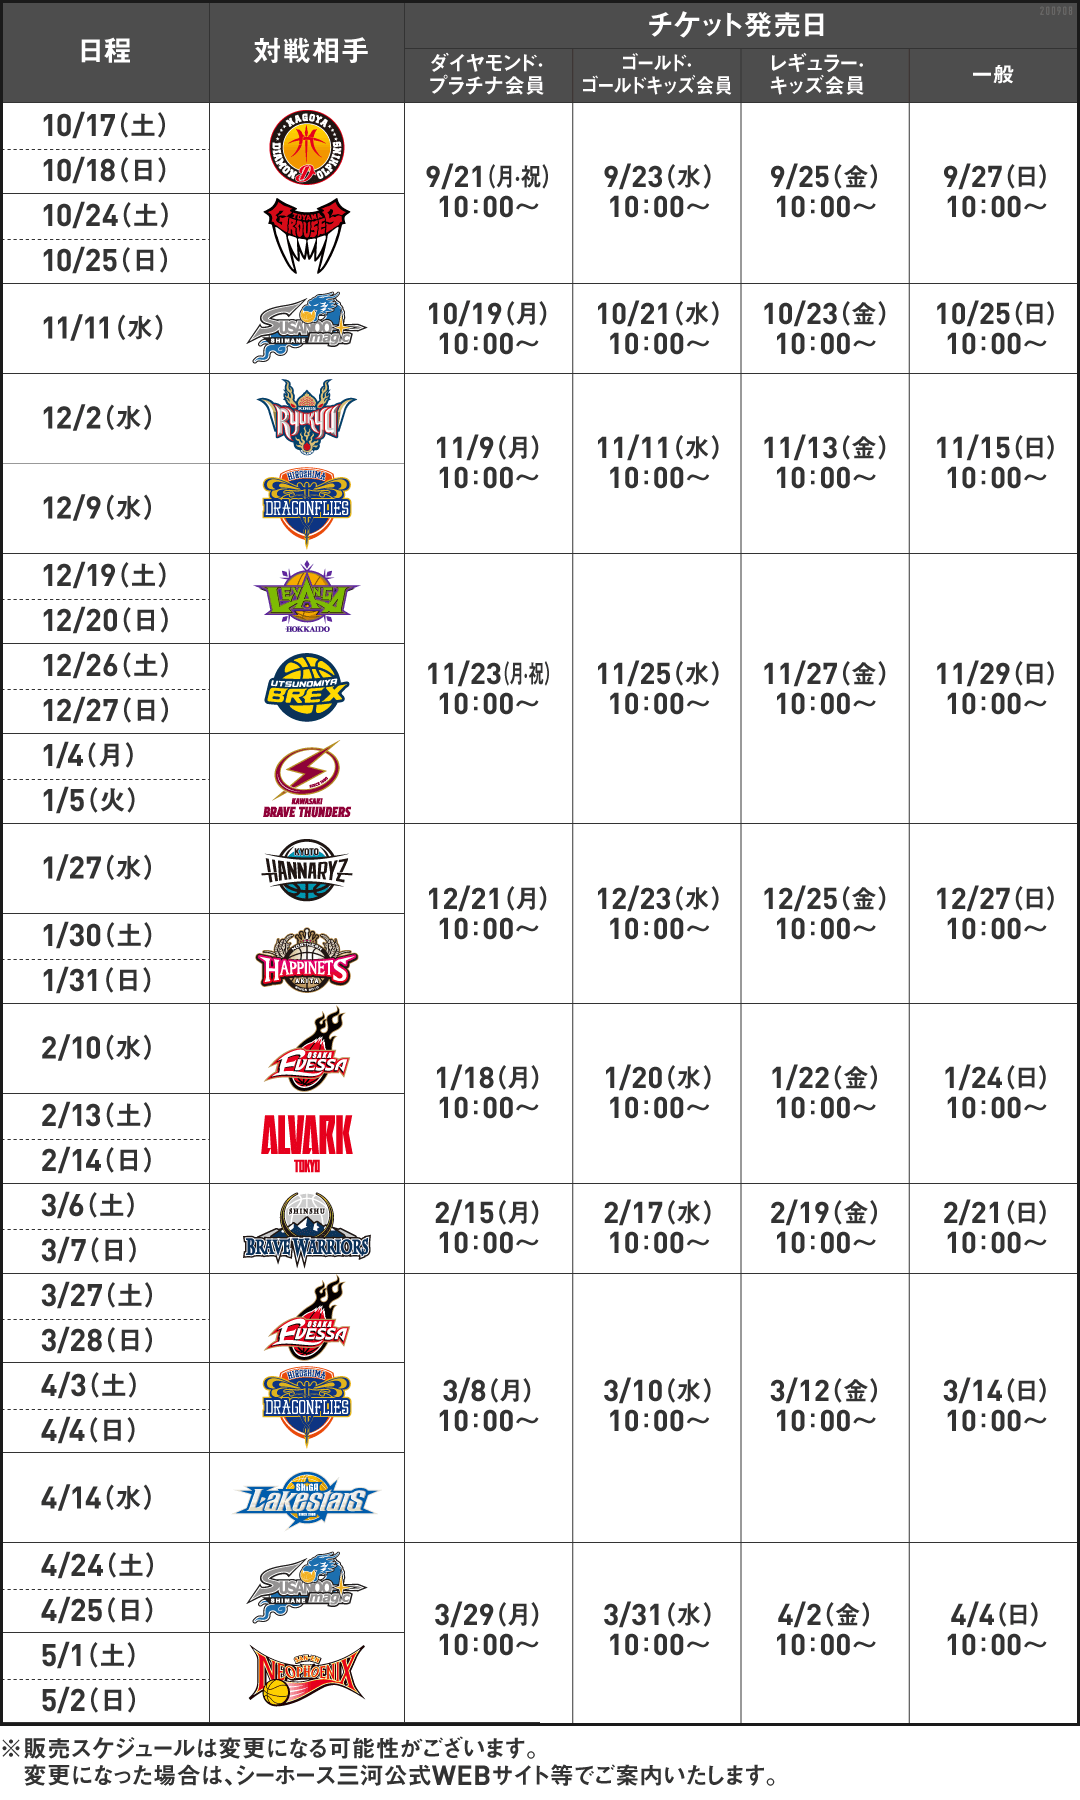 200908
日程
対戦相手
チケット発売日
ダイヤモンド・
プラチナ会員
ゴールド・
ゴールドキッズ会員
レギュラー・
キッズ会員
一般
10/17(土)
10/18(日)
NAGOYA
DIAMOND DOLPHINS
10/24(土)
10/25(日)
TOYAMA
GROUSES
9/21(月・祝)
10:00〜
9/23(水)
10:00〜
9/25(金)
10:00〜
9/27(日)
10:00〜
11/11(水)
SUSANOO
SHIMANE magic
10/19(月)
10:00〜
10/21(水)
10:00〜
10/23(金)
10:00〜
10/25(日)
10:00〜
12/2(水)
KINGS
RYUKYU
12/9(水)
HIROSHIMA
DRAGONFLIES
11/9(月)
10:00〜
11/11(水)
10:00〜
11/13(金)
10:00〜
11/15(日)
10:00〜
12/19(土)
12/20(日)
LEVANGA
HOKKAIDO
12/26(土)
12/27(日)
UTSUNOMIYA
BREX
1/4(月)
1/5(火)
SINCE 1950
KAWASAKI
BRAVE THUNDERS
11/23(月・祝)
10:00〜
11/25(水)
10:00〜
11/27(金)
10:00〜
11/29(日)
10:00〜
1/27(水)
KYOTO
HANNARYZ
1/30(土)
1/31(日)
HAPPINETS
AKITA
12/21(月)
10:00〜
12/23(水)
10:00〜
12/25(金)
10:00〜
12/27(日)
10:00〜
2/10(水)
OSAKA
EVESSA
2/13(土)
2/14(日)
ALVARK
TOKYO
1/18(月)
10:00〜
1/20(水)
10:00〜
1/22(金)
10:00〜
1/24(日)
10:00〜
3/6(土)
3/7(日)
SHINSHU
BRAVE WARRIORS
2/15(月)
10:00〜
2/17(水)
10:00〜
2/19(金)
10:00〜
2/21(日)
10:00〜
3/27(土)
3/28(日)
OSAKA
EVESSA
4/3(土)
4/4(日)
HIROSHIMA
DRAGONFLIES
4/14(水)
SHIGA
Lakestars
3/8(月)
10:00〜
3/10(水)
10:00〜
3/12(金)
10:00〜
3/14(日)
10:00〜
4/24(土)
4/25(日)
SUSANOO
SHIMANE magic
5/1(土)
5/2(日)
SAN-EN
NEOPHOENIX
3/29(月)
10:00〜
3/31(水)
10:00〜
4/2(金)
10:00〜
4/4(日)
10:00〜
※販売スケジュールは変更になる可能性がございます。
変更になった場合は、シーホース三河公式WEBサイト等でご案内いたします。